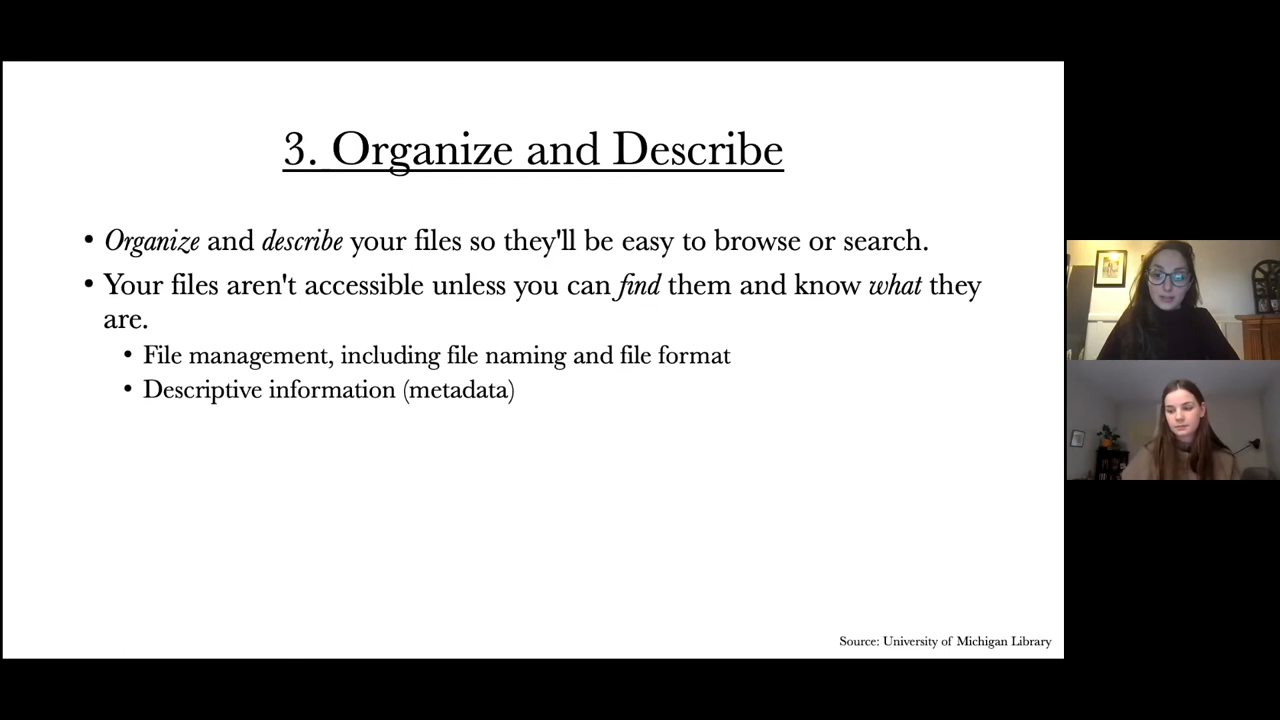 3. Organize and Describe
• Organize and describe your files so they'll be easy to browse or search.
• Your files aren't accessible unless you can find them and know what they
are.
• File management, including file naming and file format
• Descriptive information (metadata)
Source: University of Michigan Library